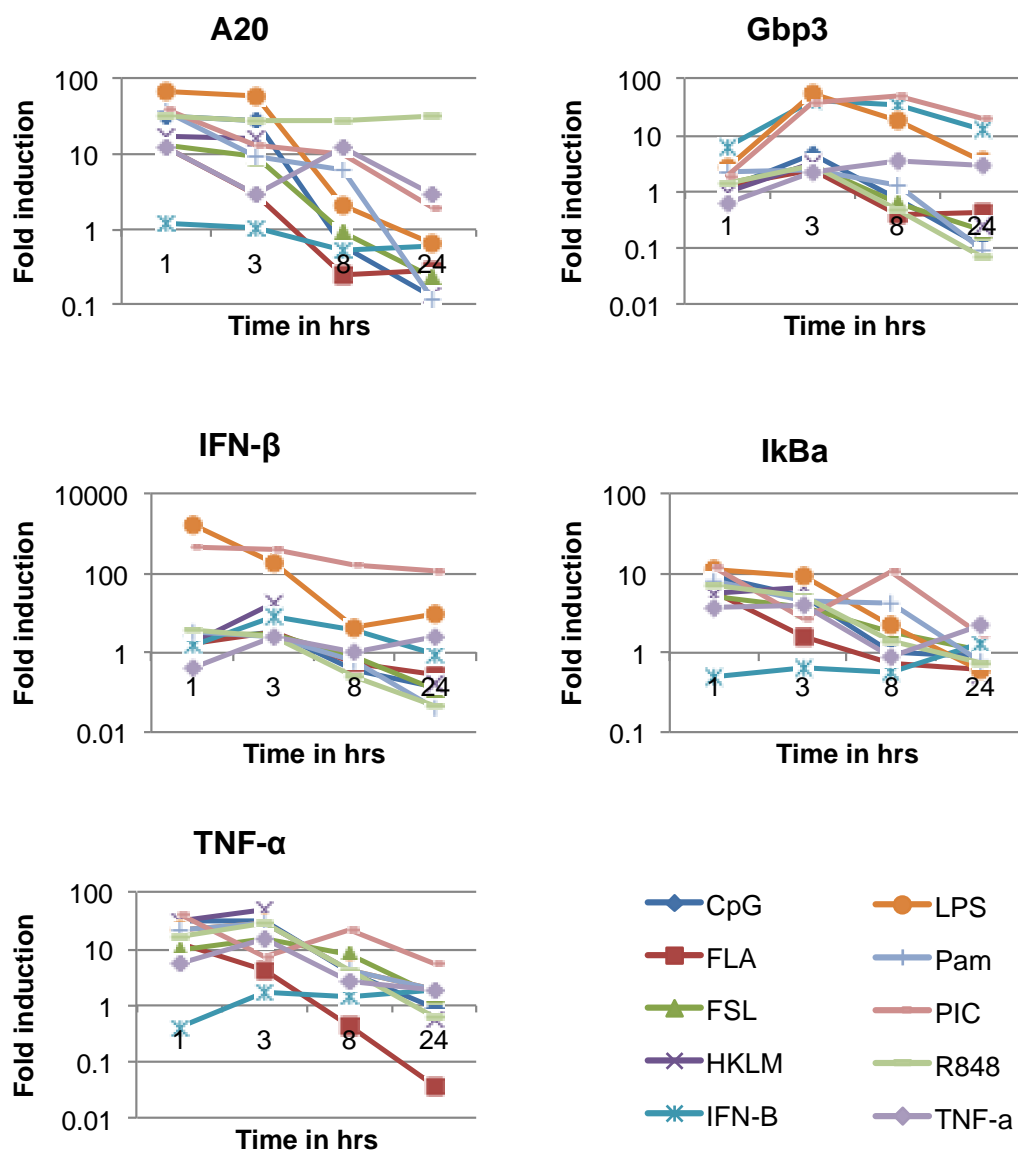 A20
100
10
1
0.1
Fold induction
1 3 8 24
Time in hrs
Gbp3
100
10
1
0.1
0.01
Fold induction
1 3 8 24
Time in hrs
IFN-β
10000
100
1
0.01
Fold induction
1 3 8 24
Time in hrs
IkBa
100
10
1
0.1
Fold induction
1 3 8 24
Time in hrs
TNF-α
100
10
1
0.1
0.01
Fold induction
1 3 8 24
Time in hrs
CpG
FLA
FSL
HKLM
IFN-B
LPS
Pam
PIC
R848
TNF-a